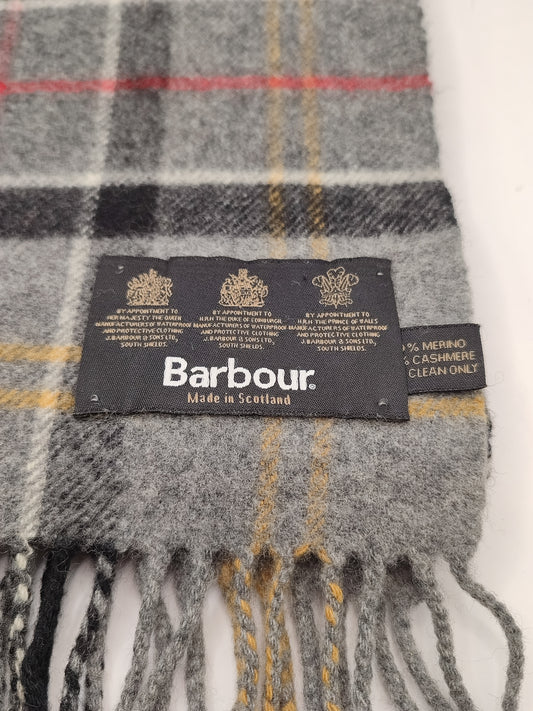 BY APPOINTMENT TO
HER MAJESTY THE QUEEN
MANUFACTURERS OF WATERPROOF
AND PROTECTIVE CLOTHING
J. BARBOUR & SONS LTD.,
SOUTH SHIELDS.
BY APPOINTMENT TO
H.R.H. THE DUKE OF EDINBURGH
MANUFACTURERS OF WATERPROOF
AND PROTECTIVE CLOTHING
J. BARBOUR & SONS LTD.,
SOUTH SHIELDS.
BY APPOINTMENT TO
H.R.H. THE PRINCE OF WALES
MANUFACTURERS OF WATERPROOF
AND PROTECTIVE CLOTHING
J. BARBOUR & SONS LTD.,
SOUTH SHIELDS.
Barbour®
Made in Scotland
% MERINO
% CASHMERE
CLEAN ONLY